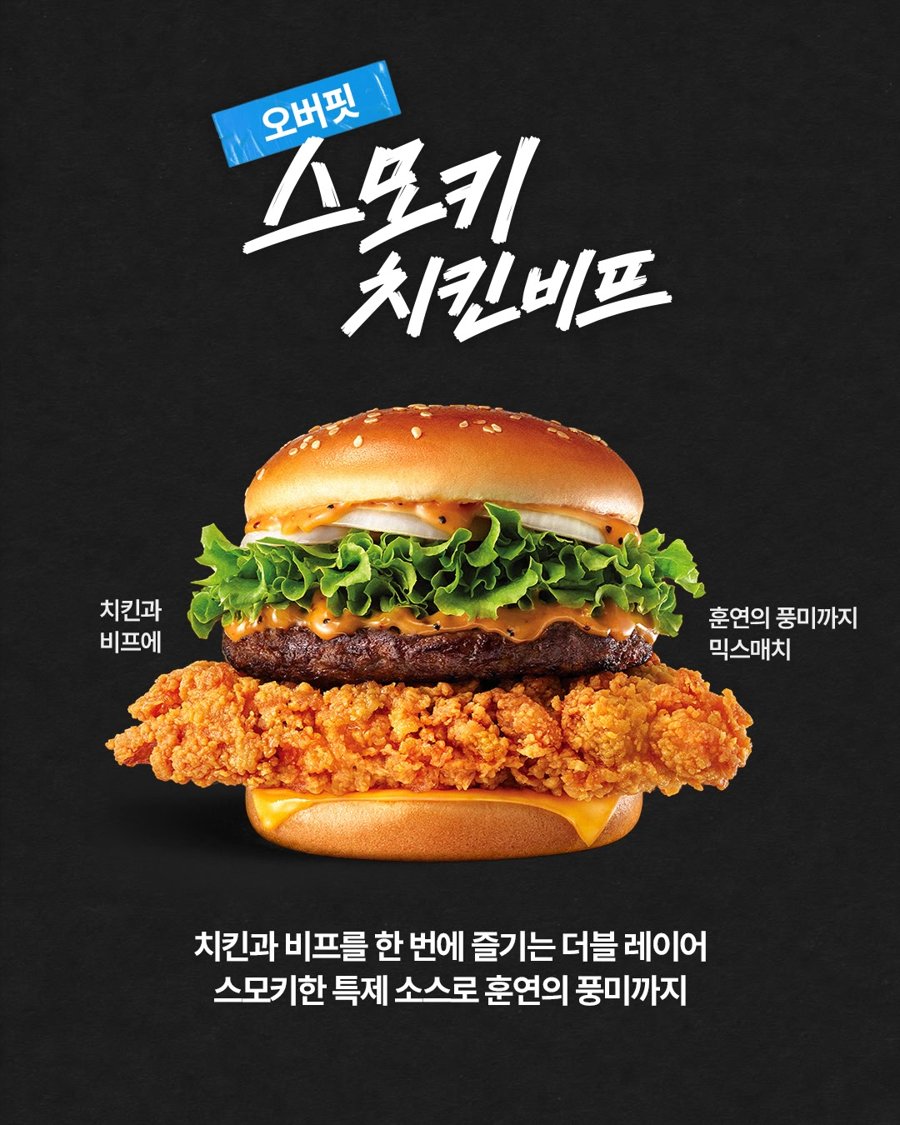 오버핏
스모키
치킨비프
치킨과
비프에
훈연의 풍미까지
믹스매치
치킨과 비프를 한 번에 즐기는 더블 레이어
스모키한 특제 소스로 훈연의 풍미까지